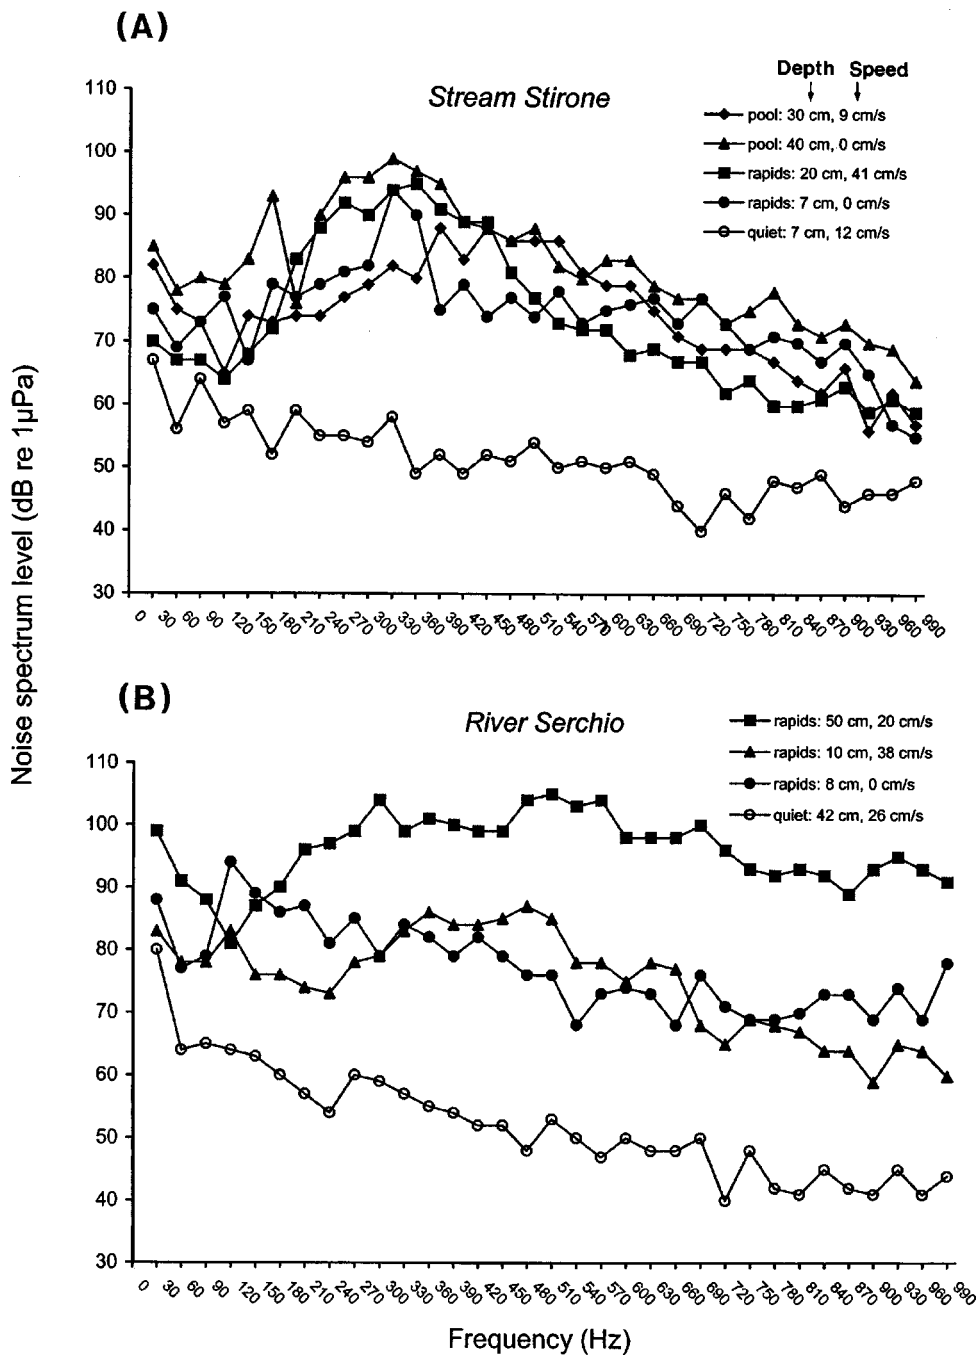 (A)
Stream Stirone
Depth Speed
pool: 30 cm, 9 cm/s
pool: 40 cm, 0 cm/s
rapids: 20 cm, 41 cm/s
rapids: 7 cm, 0 cm/s
quiet: 7 cm, 12 cm/s
110
100
90
80
70
60
50
40
30
0 30 60 90 120 150 180 210 240 270 300 330 360 390 420 450 480 510 540 570 600 630 660 690 720 750 780 810 840 870 900 930 960 990
Noise spectrum level (dB re 1µPa)
(B)
River Serchio
rapids: 50 cm, 20 cm/s
rapids: 10 cm, 38 cm/s
rapids: 8 cm, 0 cm/s
quiet: 42 cm, 26 cm/s
110
100
90
80
70
60
50
40
30
0 30 60 90 120 150 180 210 240 270 300 330 360 390 420 450 480 510 540 570 600 630 660 690 720 750 780 810 840 870 900 930 960 990
Frequency (Hz)